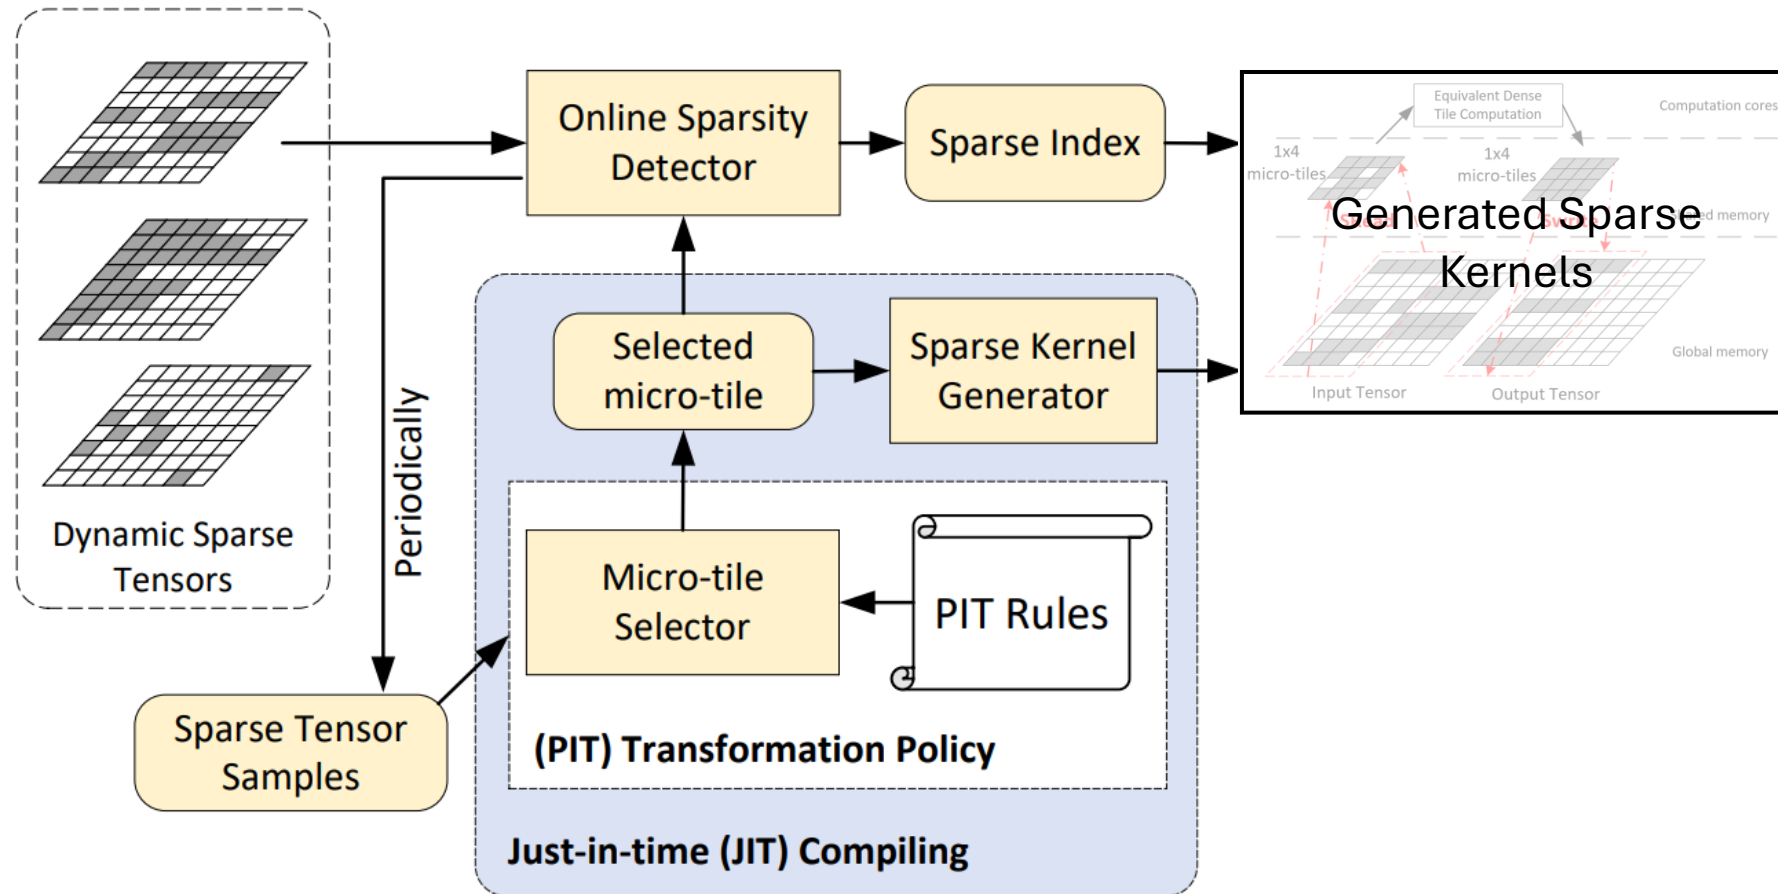 Dynamic Sparse
Tensors
Online Sparsity
Detector
Sparse Index
Equivalent Dense
Tile Computation
Computation cores
1x4
micro-tiles
1x4
micro-tiles
Generated Sparse
Kernels
Global memory
Input Tensor
Output Tensor
Periodically
Selected
micro-tile
Sparse Kernel
Generator
Micro-tile
Selector
PIT Rules
(PIT) Transformation Policy
Just-in-time (JIT) Compiling
Sparse Tensor
Samples